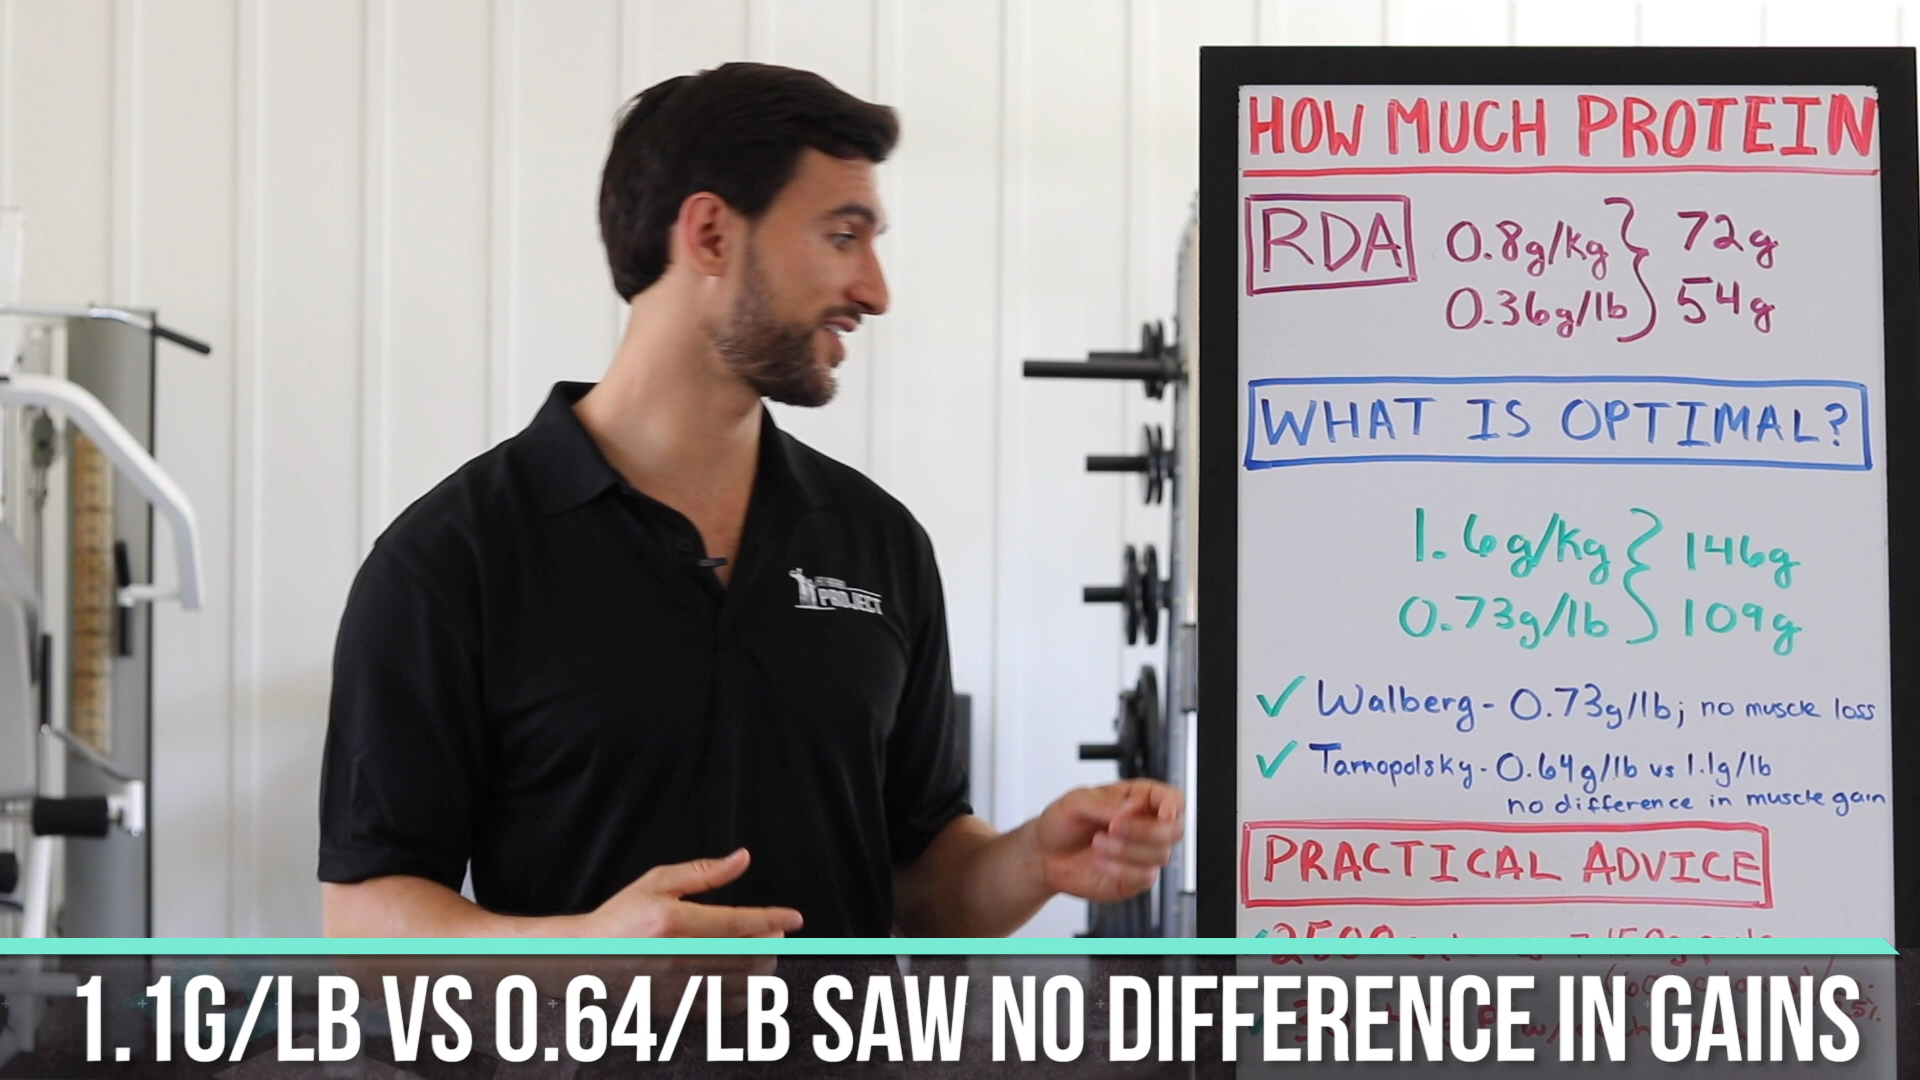 HOW MUCH PROTEIN
RDA 0.8g/kg } 72g
0.36g/lb } 54g
WHAT IS OPTIMAL?
1.6g/kg } 146g
0.73g/lb } 109g
✓ Walberg - 0.73g/lb; no muscle loss
✓ Tarnopolsky - 0.64g/lb vs 1.1g/lb
no difference in muscle gain
PRACTICAL ADVICE
PROJECT
1.1G/LB VS 0.64/LB SAW NO DIFFERENCE IN GAINS